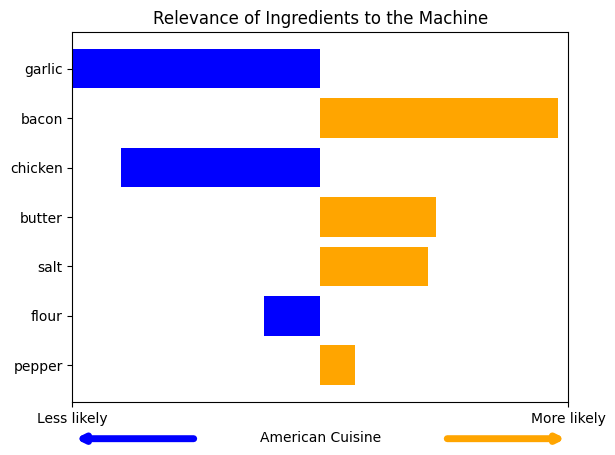 Relevance of Ingredients to the Machine
garlic
bacon
chicken
butter
salt
flour
pepper
Less likely
More likely
American Cuisine